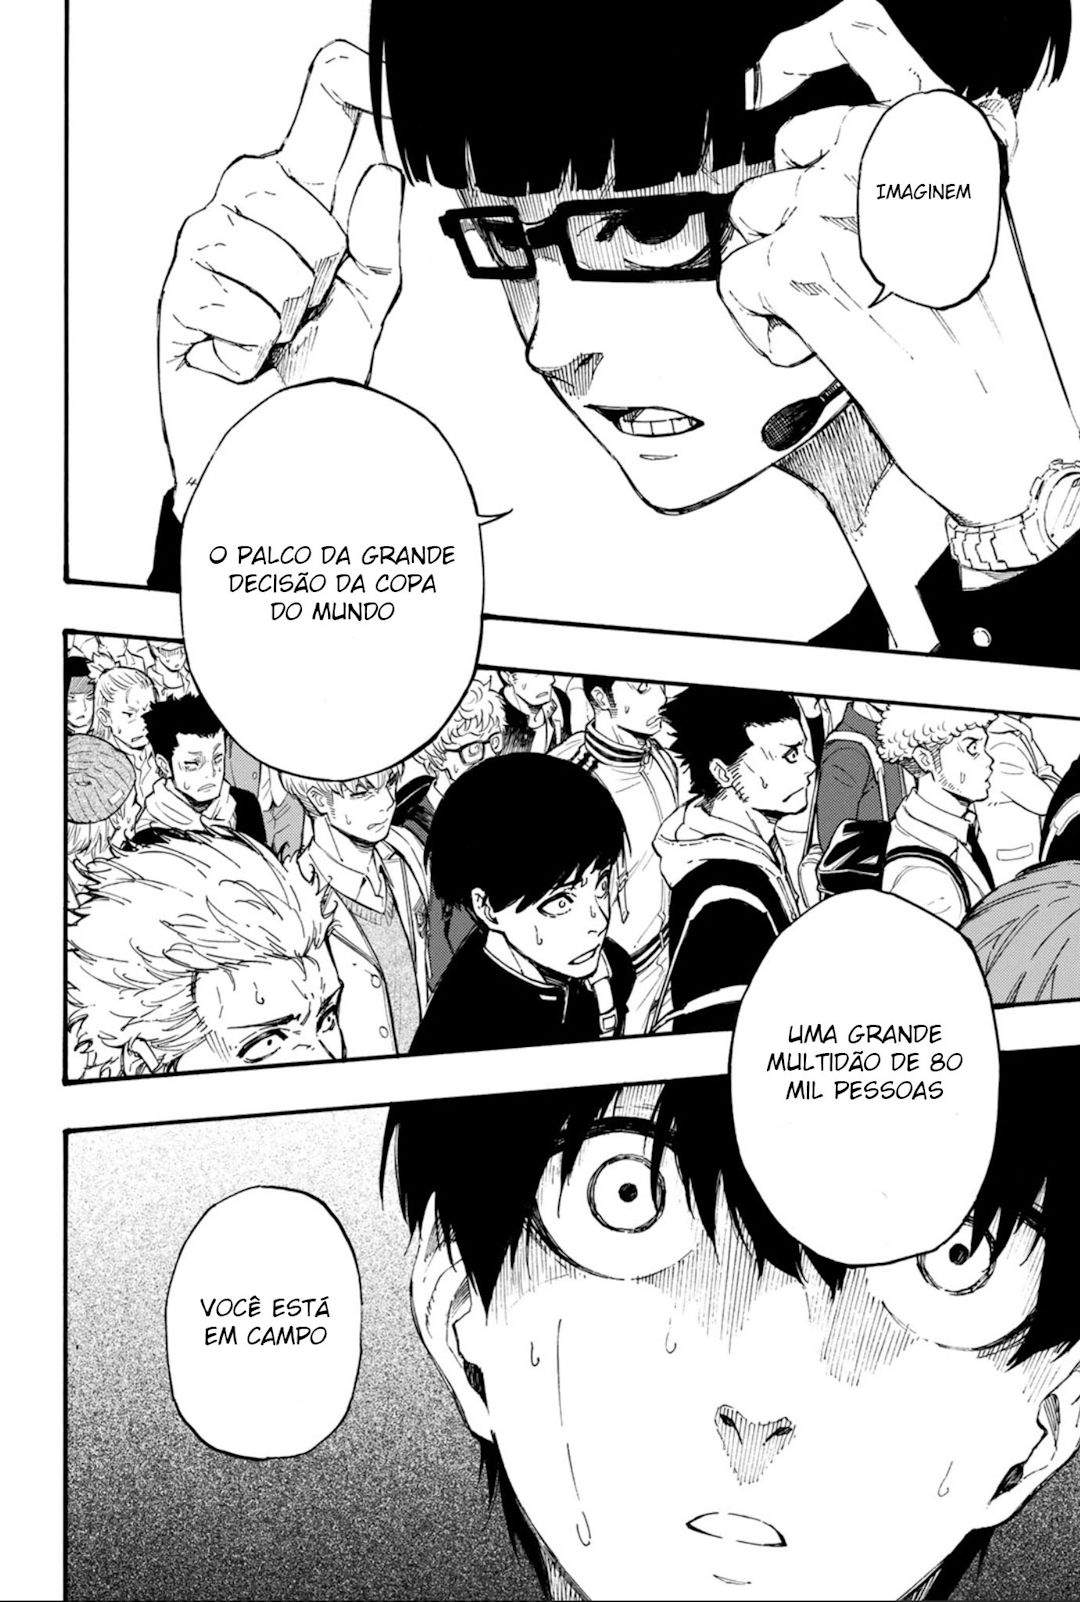 IMAGINEM
O PALCO DA GRANDE
DECISÃO DA COPA
DO MUNDO
UMA GRANDE
MULTIDÃO DE 80
MIL PESSOAS
VOCÊ ESTÁ
EM CAMPO